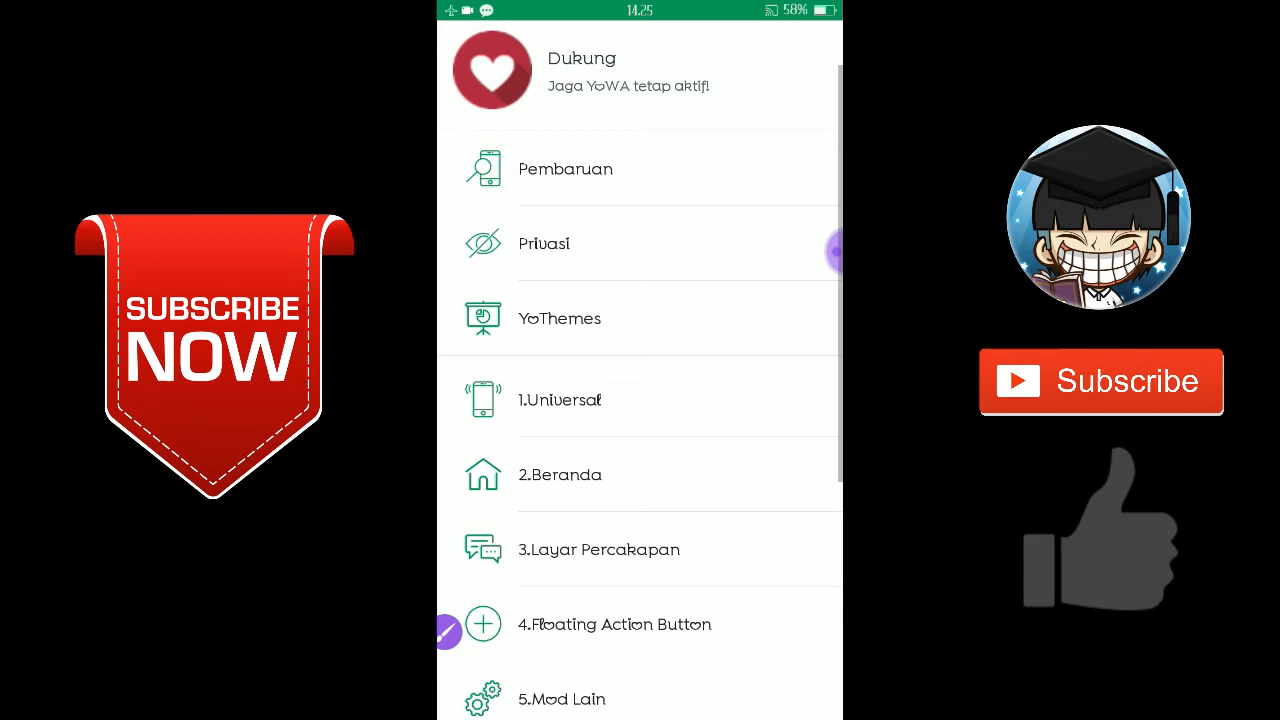 14.25
58%
Dukung
Jaga YoWA tetap aktif!
Pembaruan
Privasi
YoThemes
1.Universal
2.Beranda
3.Layar Percakapan
4.Floating Action Button
5.Mod Lain
SUBSCRIBE
NOW
Subscribe